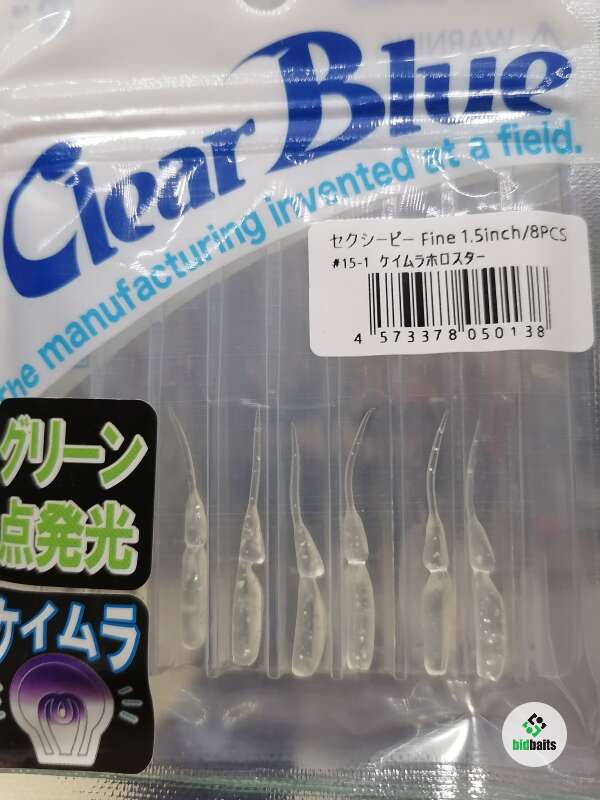 WARNING
Clear Blue
The manufacturing invented at a field.
セクシービー Fine 1.5inch/8PCS
#15-1 ケイムラホロスター
4 573378 050138
グリーン
点発光
ケイムラ
bidbaits